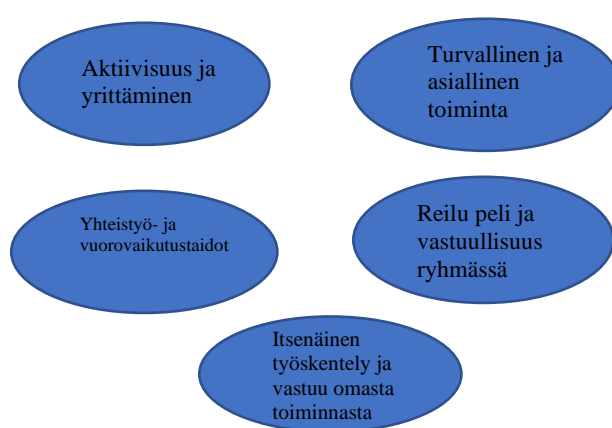 Aktiivisuus ja
yrittäminen
Turvallinen ja
asiallinen
toiminta
Yhteistyö- ja
vuorovaikutustaidot
Reilu peli ja
vastuullisuus
ryhmässä
Itsenäinen
työskentely ja
vastuu omasta
toiminnasta